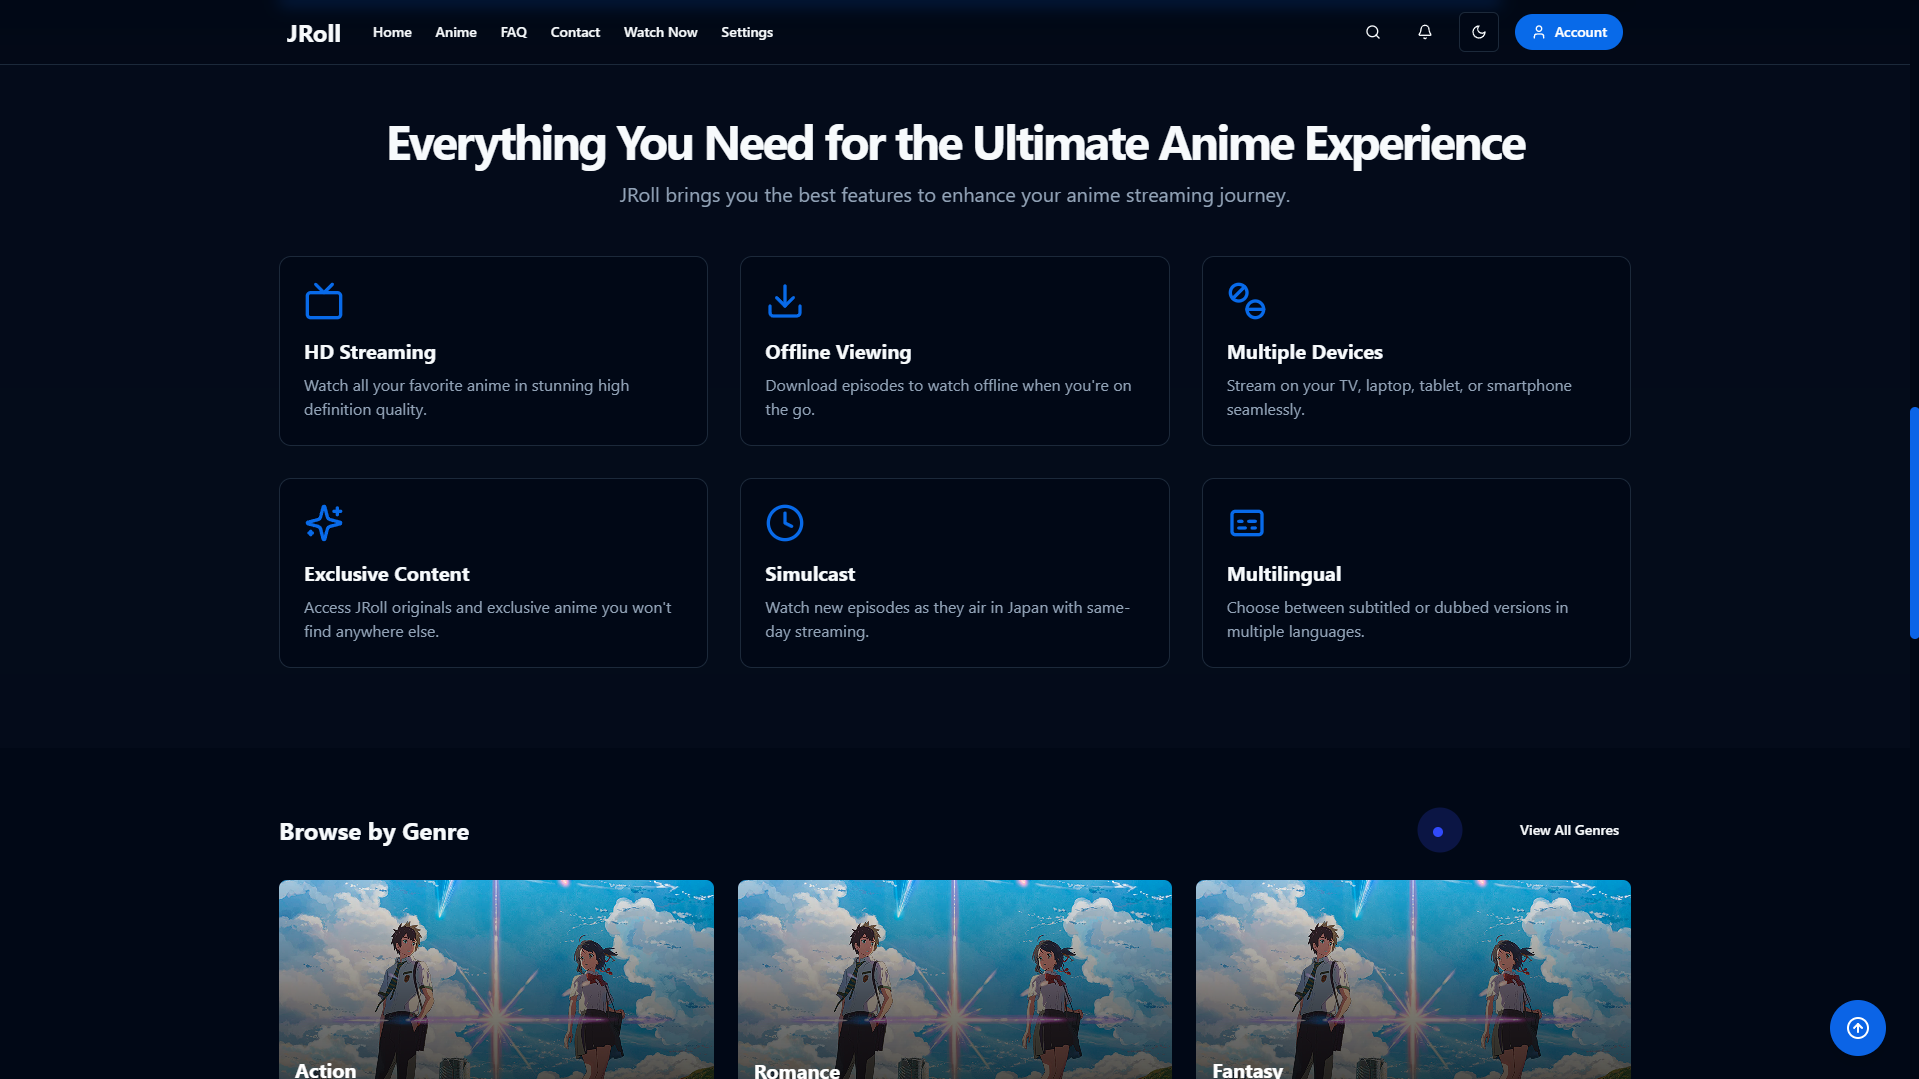 JRoll
Home
Anime
FAQ
Contact
Watch Now
Settings
Account
Everything You Need for the Ultimate Anime Experience
JRoll brings you the best features to enhance your anime streaming journey.
HD Streaming
Watch all your favorite anime in stunning high
definition quality.
Offline Viewing
Download episodes to watch offline when you're on
the go.
Multiple Devices
Stream on your TV, laptop, tablet, or smartphone
seamlessly.
Exclusive Content
Access JRoll originals and exclusive anime you won't
find anywhere else.
Simulcast
Watch new episodes as they air in Japan with same-
day streaming.
Multilingual
Choose between subtitled or dubbed versions in
multiple languages.
Browse by Genre
View All Genres
Action
Romance
Fantasy